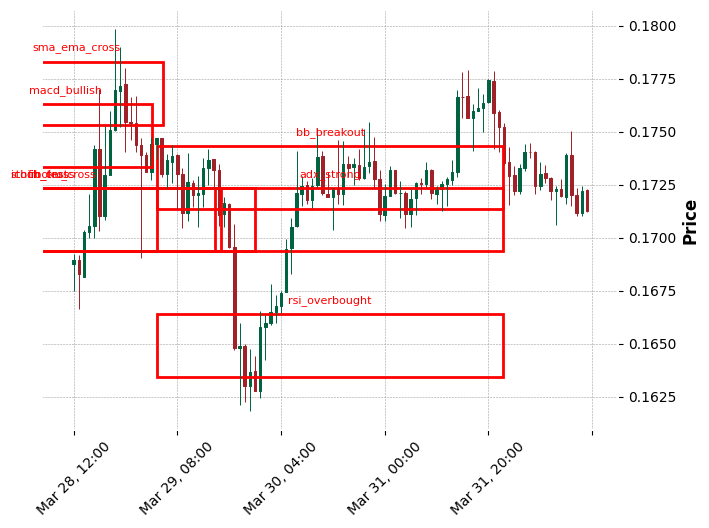 sma_ema_cross
macd_bullish
bb_breakout
adx_strong
rsi_overbought
0.1800
0.1775
0.1750
0.1725
0.1700
0.1675
0.1650
0.1625
Price
Mar 28, 12:00
Mar 29, 08:00
Mar 30, 04:00
Mar 31, 00:00
Mar 31, 20:00